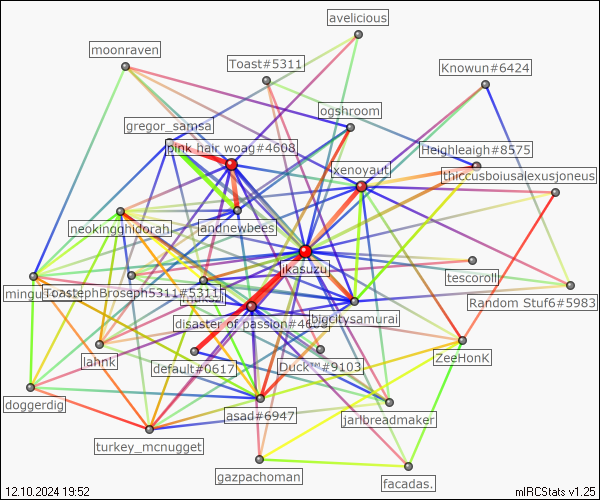 avelicious
moonraven
Toast#5311
Knowun#6424
ogshroom
gregor_samsa
pink hair woag#4608
Heighleaigh#8575
xenoyaut
thiccusboiusalexusjoneus
neokingghidorah
andnewbees
ikasuzu
tescoroll
mingu
ToastephBroseph5311#5311
Random Stuf6#5983
disaster of passion#46
bigcitysamurai
ZeeHonK
lahnk
default#0617
Duck™#9103
doggerdig
asad#6947
jarlbreadmaker
turkey_mcnugget
gazpachoman
facadas.
12.10.2024 19:52
mIRCStats v1.25